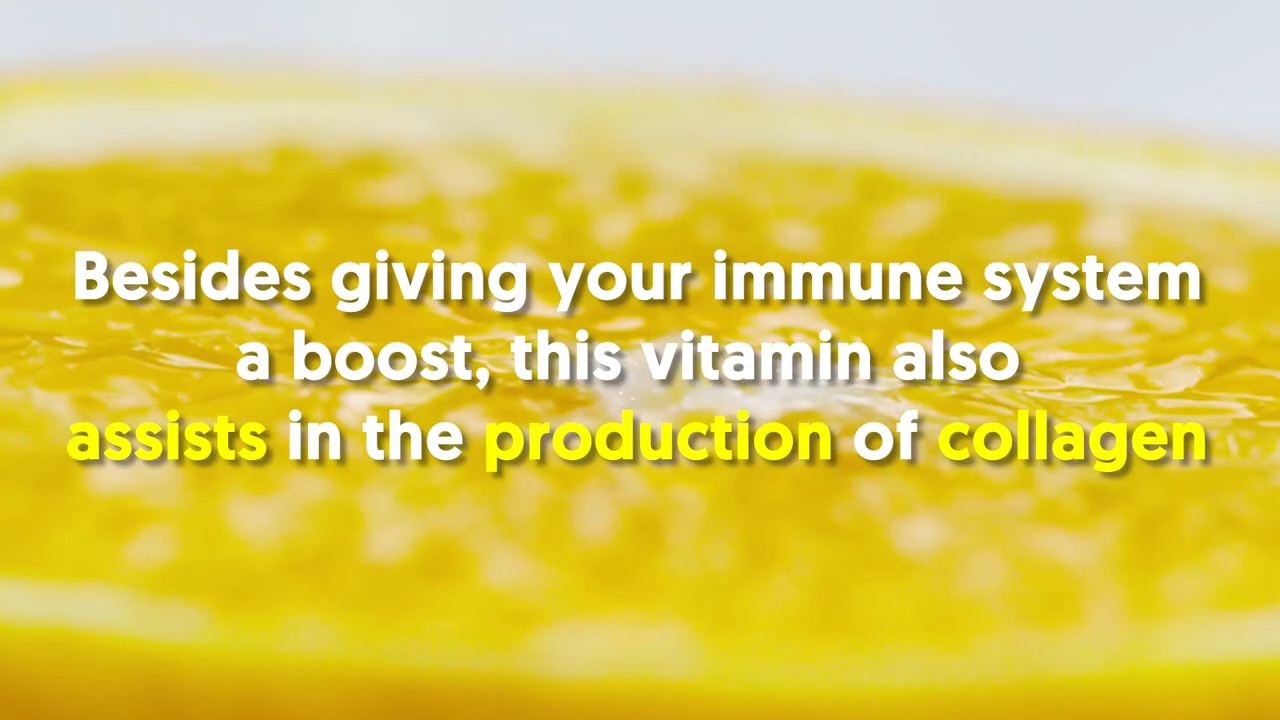 Besides giving your immune system
a boost, this vitamin also
assists in the production of collagen